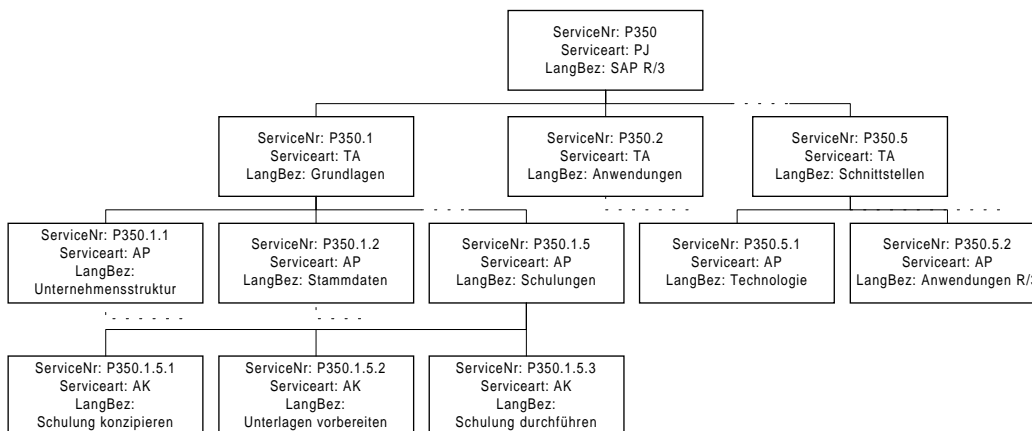 ServiceNr: P350
Serviceart: PJ
LangBez: SAP R/3
ServiceNr: P350.1
Serviceart: TA
LangBez: Grundlagen
ServiceNr: P350.2
Serviceart: TA
LangBez: Anwendungen
ServiceNr: P350.5
Serviceart: TA
LangBez: Schnittstellen
ServiceNr: P350.1.1
Serviceart: AP
LangBez:
Unternehmensstruktur
ServiceNr: P350.1.2
Serviceart: AP
LangBez: Stammdaten
ServiceNr: P350.1.5
Serviceart: AP
LangBez: Schulungen
ServiceNr: P350.5.1
Serviceart: AP
LangBez: Technologie
ServiceNr: P350.5.2
Serviceart: AP
LangBez: Anwendungen R/3
ServiceNr: P350.1.5.1
Serviceart: AK
LangBez:
Schulung konzipieren
ServiceNr: P350.1.5.2
Serviceart: AK
LangBez:
Unterlagen vorbereiten
ServiceNr: P350.1.5.3
Serviceart: AK
LangBez:
Schulung durchführen